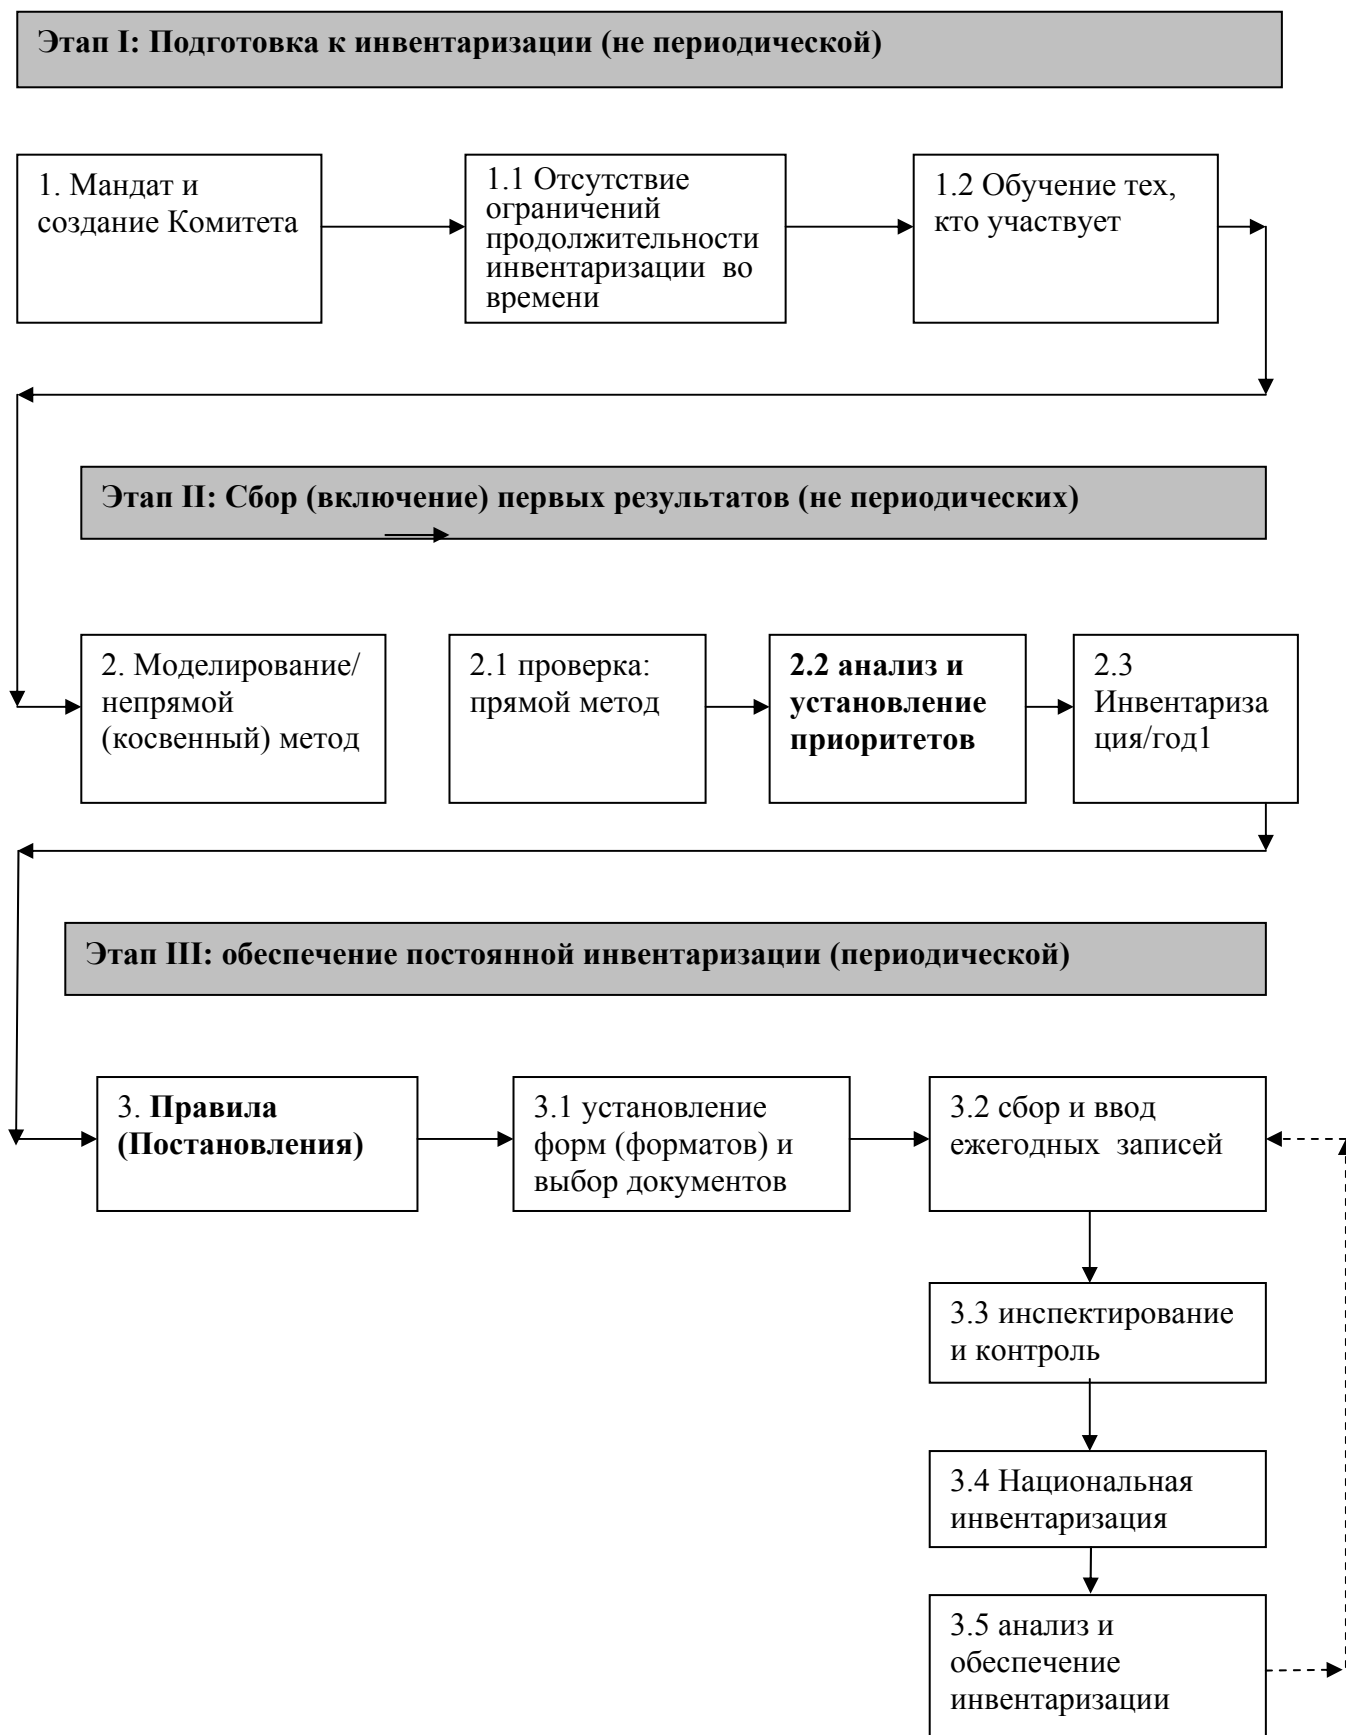 Этап I: Подготовка к инвентаризации (не периодической)
1. Мандат и
создание Комитета
1.1 Отсутствие
ограничений
продолжительности
инвентаризации во
времени
1.2 Обучение тех,
кто участвует
Этап II: Сбор (включение) первых результатов (не периодических)
2. Моделирование/
непрямой
(косвенный) метод
2.1 проверка:
прямой метод
2.2 анализ и
установление
приоритетов
2.3
Инвентариза
ция/год1
Этап III: обеспечение постоянной инвентаризации (периодической)
3. Правила
(Постановления)
3.1 установление
форм (форматов) и
выбор документов
3.2 сбор и ввод
ежегодных записей
3.3 инспектирование
и контроль
3.4 Национальная
инвентаризация
3.5 анализ и
обеспечение
инвентаризации